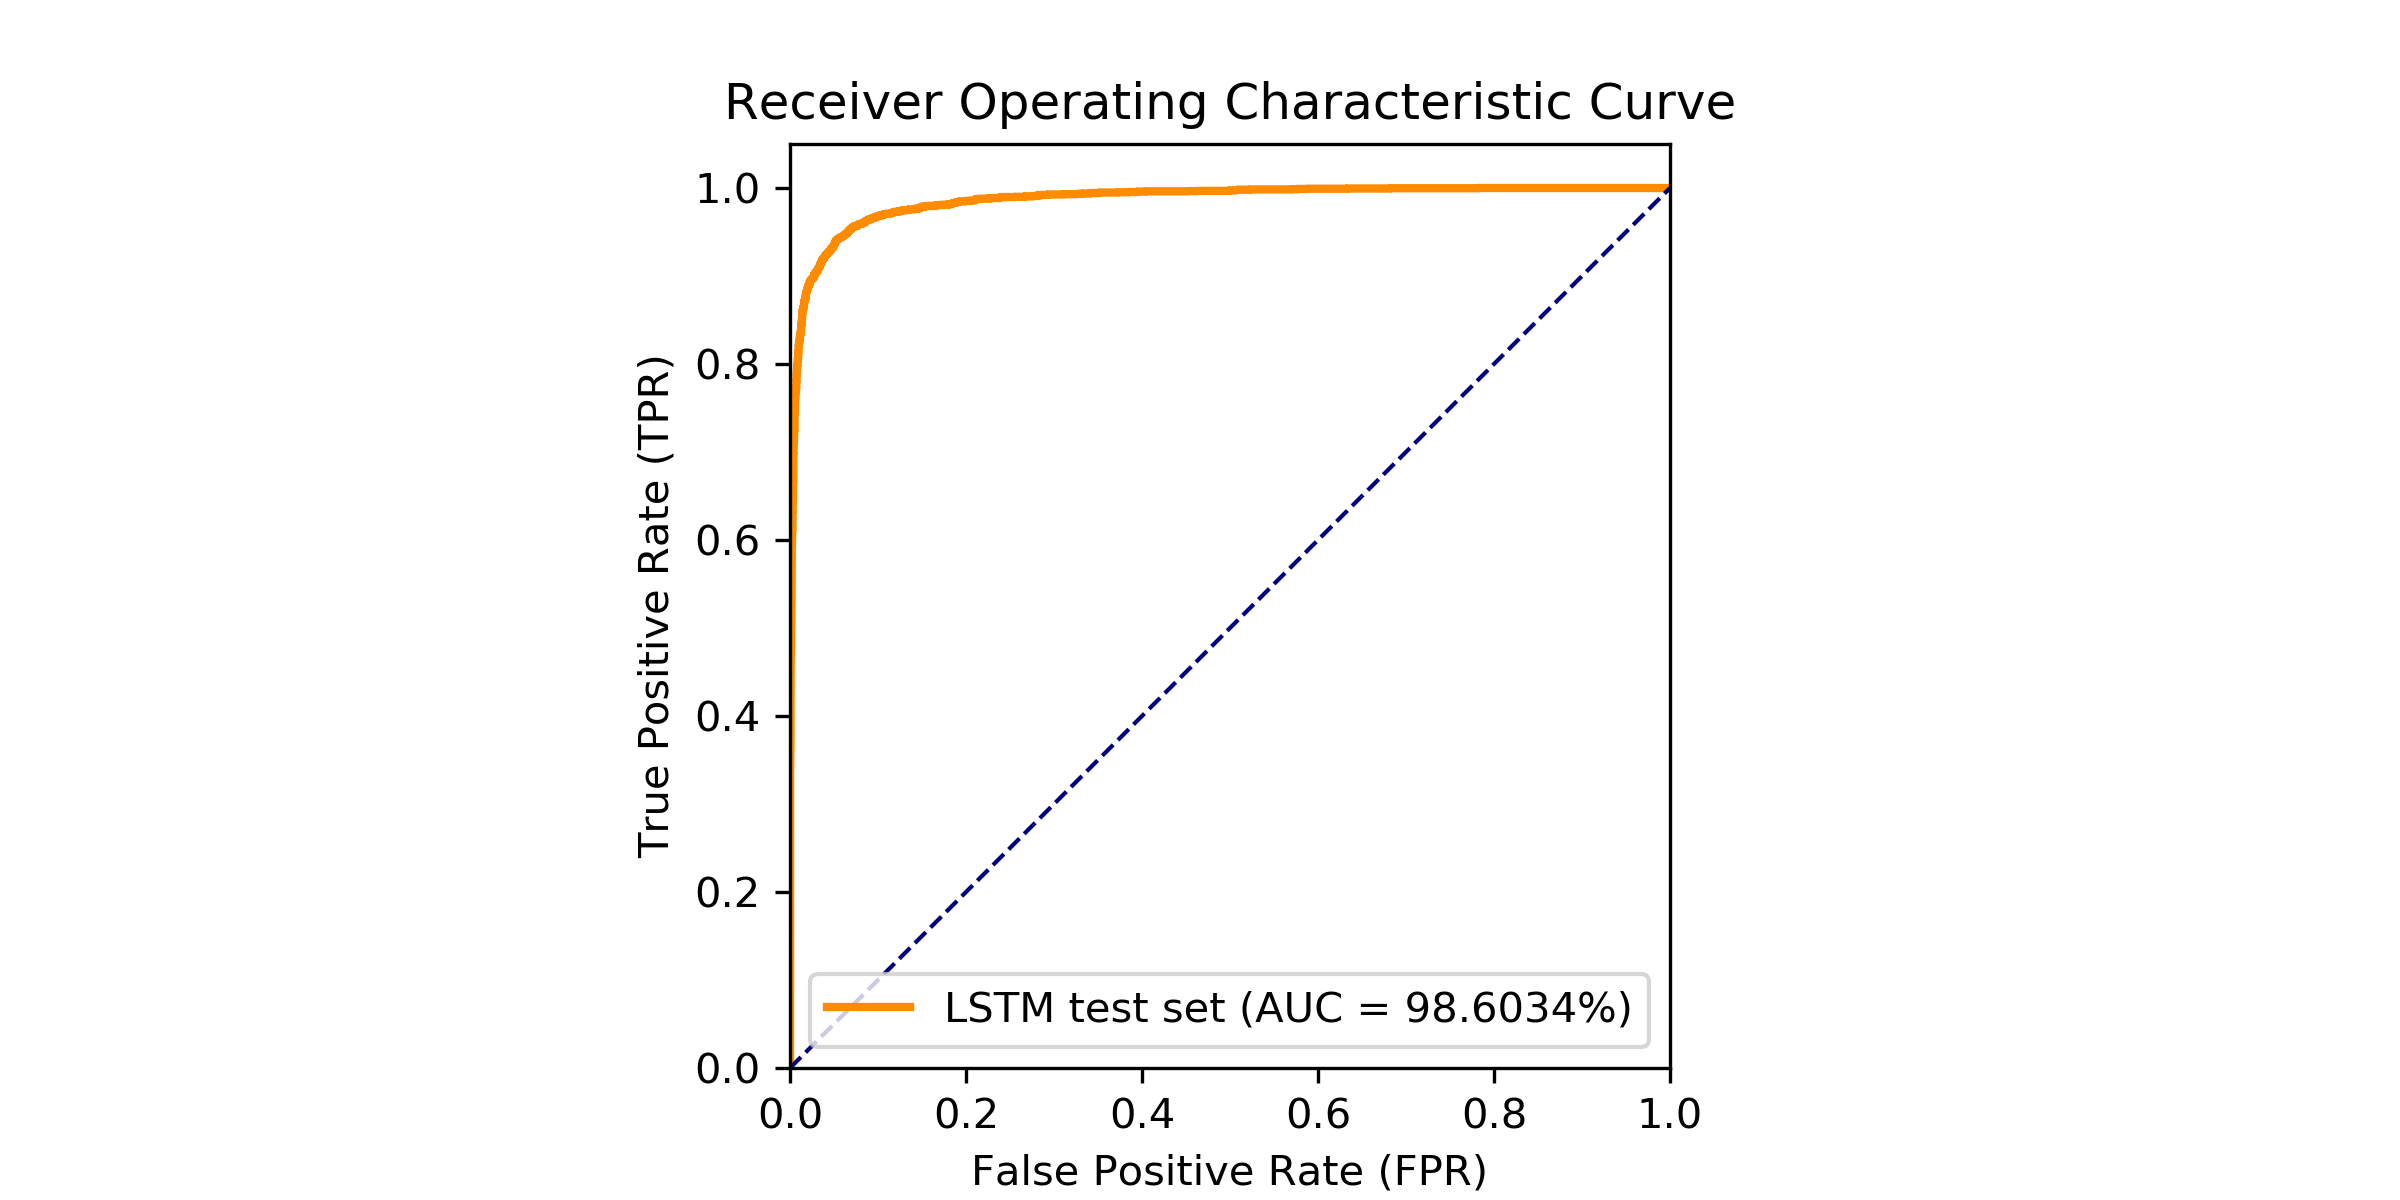 Receiver Operating Characteristic Curve
1.0
0.8
0.6
0.4
0.2
0.0
True Positive Rate (TPR)
LSTM test set (AUC = 98.6034%)
0.0 0.2 0.4 0.6 0.8 1.0
False Positive Rate (FPR)